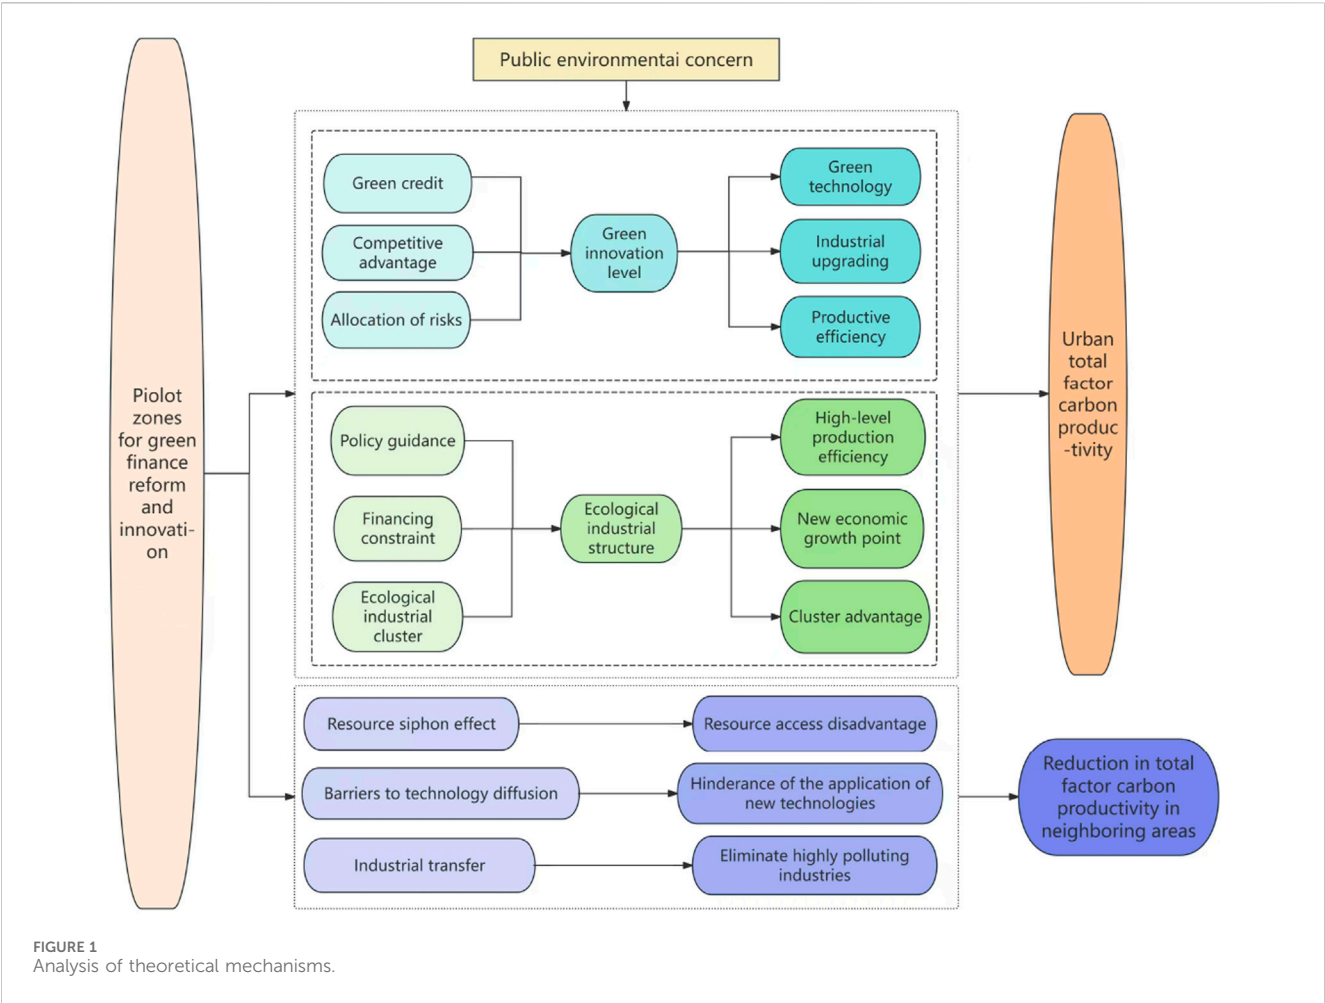 Public environmentai concern
Piolot
zones
for green
finance
reform
and
innovati-
on
Green credit
Competitive
advantage
Allocation of risks
Green
innovation
level
Green
technology
Industrial
upgrading
Productive
efficiency
Policy guidance
Financing
constraint
Ecological
industrial
cluster
Ecological
industrial
structure
High-level
production
efficiency
New economic
growth point
Cluster advantage
Urban
total
factor
carbon
produc
-tivity
Resource siphon effect
Resource access disadvantage
Barriers to technology diffusion
Hinderance of the application of
new technologies
Industrial transfer
Eliminate highly polluting
industries
Reduction in total
factor carbon
productivity in
neighboring areas
FIGURE 1
Analysis of theoretical mechanisms.